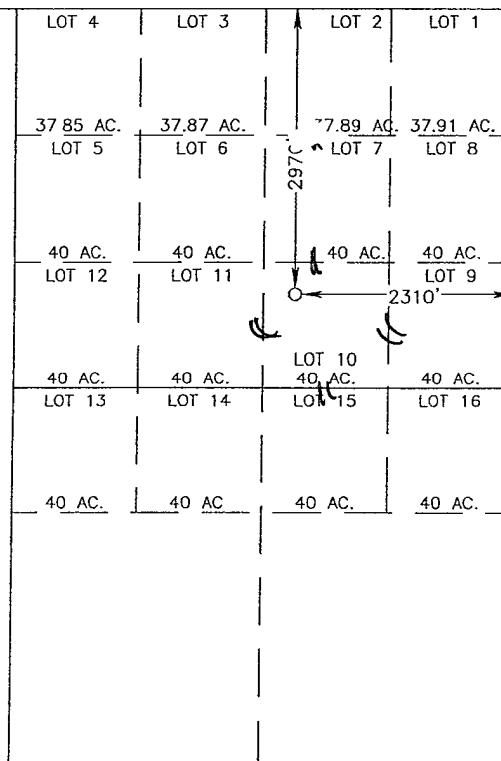 LOT 4 LOT 3 LOT 2 LOT 1
37.85 AC. 37.87 AC. 7.89 AC. 37.91 AC.
LOT 5 LOT 6 LOT 7 LOT 8
2970'
40 AC. 40 AC. 40 AC. 40 AC.
LOT 12 LOT 11 LOT 9
2310'
LOT 10
40 AC. 40 AC. 40 AC. 40 AC.
LOT 13 LOT 14 LOT 15 LOT 16
40 AC. 40 AC 40 AC. 40 AC.